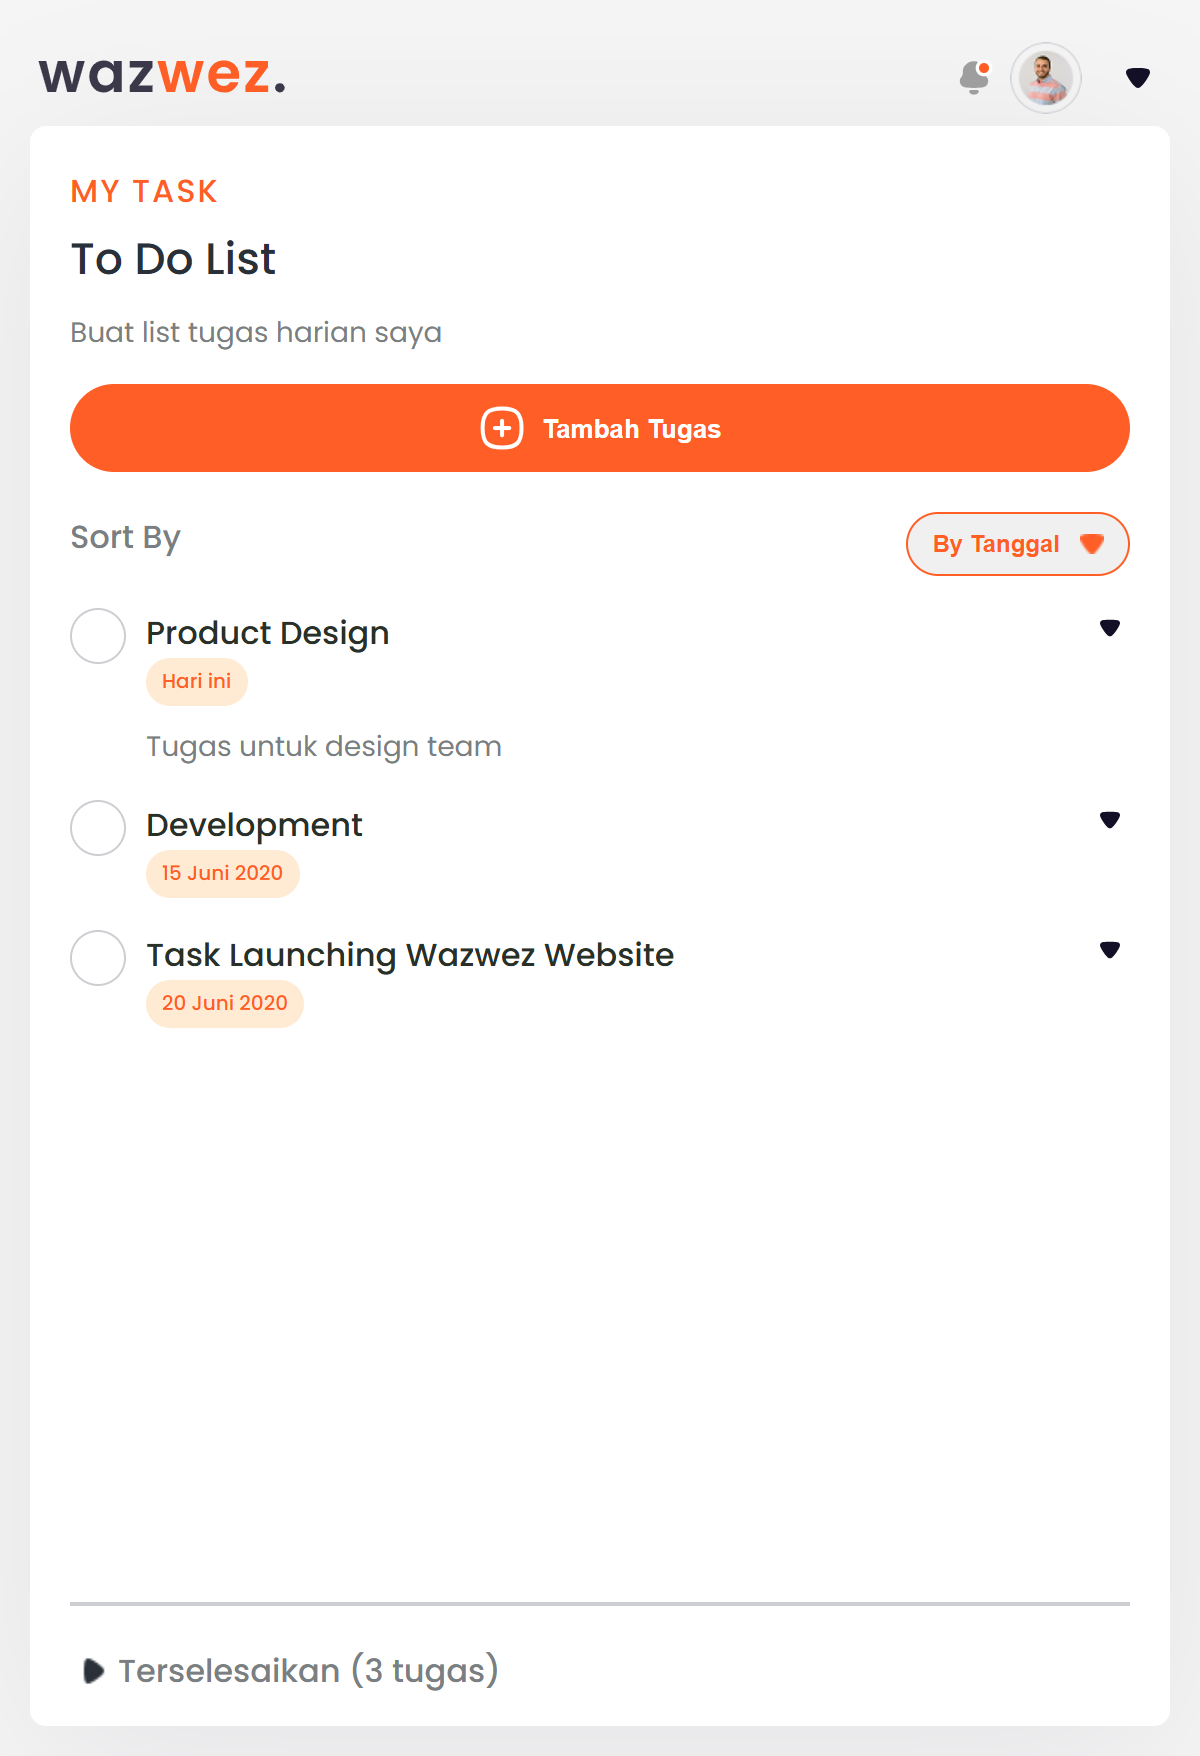 wazwez.
MY TASK
To Do List
Buat list tugas harian saya
Tambah Tugas
Sort By
By Tanggal
Product Design
Hari ini
Tugas untuk design team
Development
15 Juni 2020
Task Launching Wazwez Website
20 Juni 2020
Terselesaikan (3 tugas)